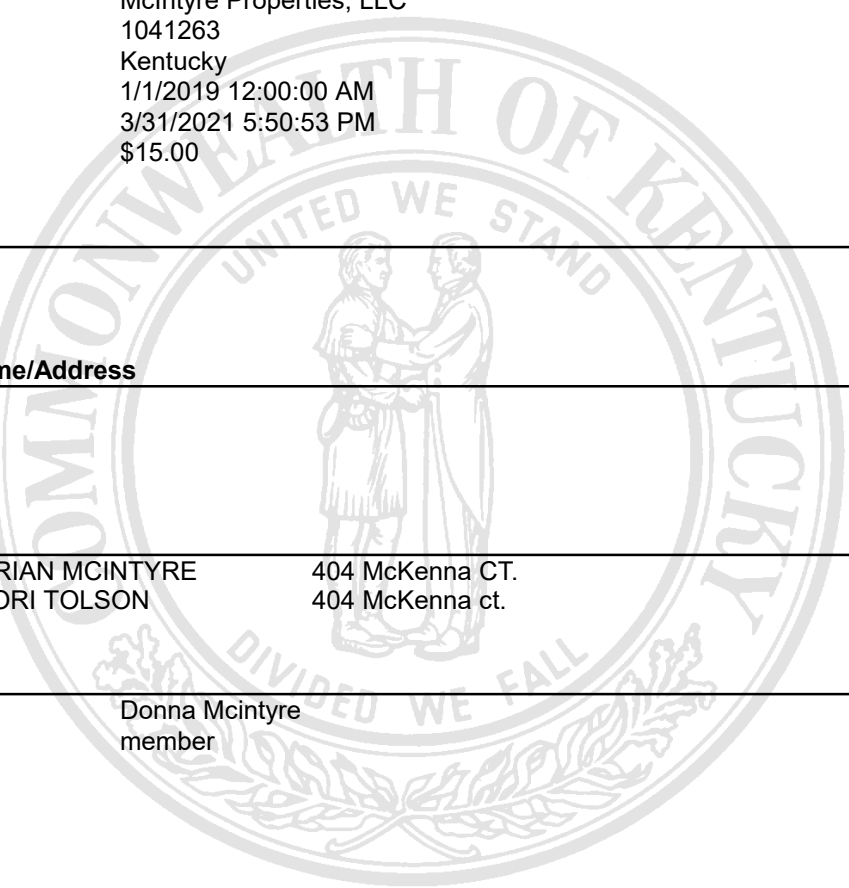 McIntyre Properties, LLC
1041263
Kentucky
1/1/2019 12:00:00 AM
3/31/2021 5:50:53 PM
$15.00
COMMONWEALTH OF KENTUCKY
UNITED WE STAND
me/Address
RIAN MCINTYRE 404 McKenna CT.
ORI TOLSON 404 McKenna ct.
DIVIDED WE FALL
Donna Mcintyre
member